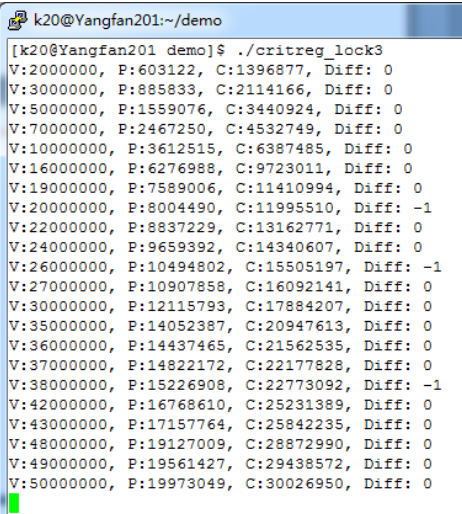 k20@Yangfan201:~/demo
[k20@Yangfan201 demo]$ ./critreg_lock3
V:2000000, P:603122, C:1396877, Diff: 0
V:3000000, P:885833, C:2114166, Diff: 0
V:5000000, P:1559076, C:3440924, Diff: 0
V:7000000, P:2467250, C:4532749, Diff: 0
V:10000000, P:3612515, C:6387485, Diff: 0
V:16000000, P:6276988, C:9723011, Diff: 0
V:19000000, P:7589006, C:11410994, Diff: 0
V:20000000, P:8004490, C:11995510, Diff: -1
V:22000000, P:8837229, C:13162771, Diff: 0
V:24000000, P:9659392, C:14340607, Diff: 0
V:26000000, P:10494802, C:15505197, Diff: -1
V:27000000, P:10907858, C:16092141, Diff: 0
V:30000000, P:12115793, C:17884207, Diff: 0
V:35000000, P:14052387, C:20947613, Diff: 0
V:36000000, P:14437465, C:21562535, Diff: 0
V:37000000, P:14822172, C:22177828, Diff: 0
V:38000000, P:15226908, C:22773092, Diff: -1
V:42000000, P:16768610, C:25231389, Diff: 0
V:43000000, P:17157764, C:25842235, Diff: 0
V:48000000, P:19127009, C:28872990, Diff: 0
V:49000000, P:19561427, C:29438572, Diff: 0
V:50000000, P:19973049, C:30026950, Diff: 0